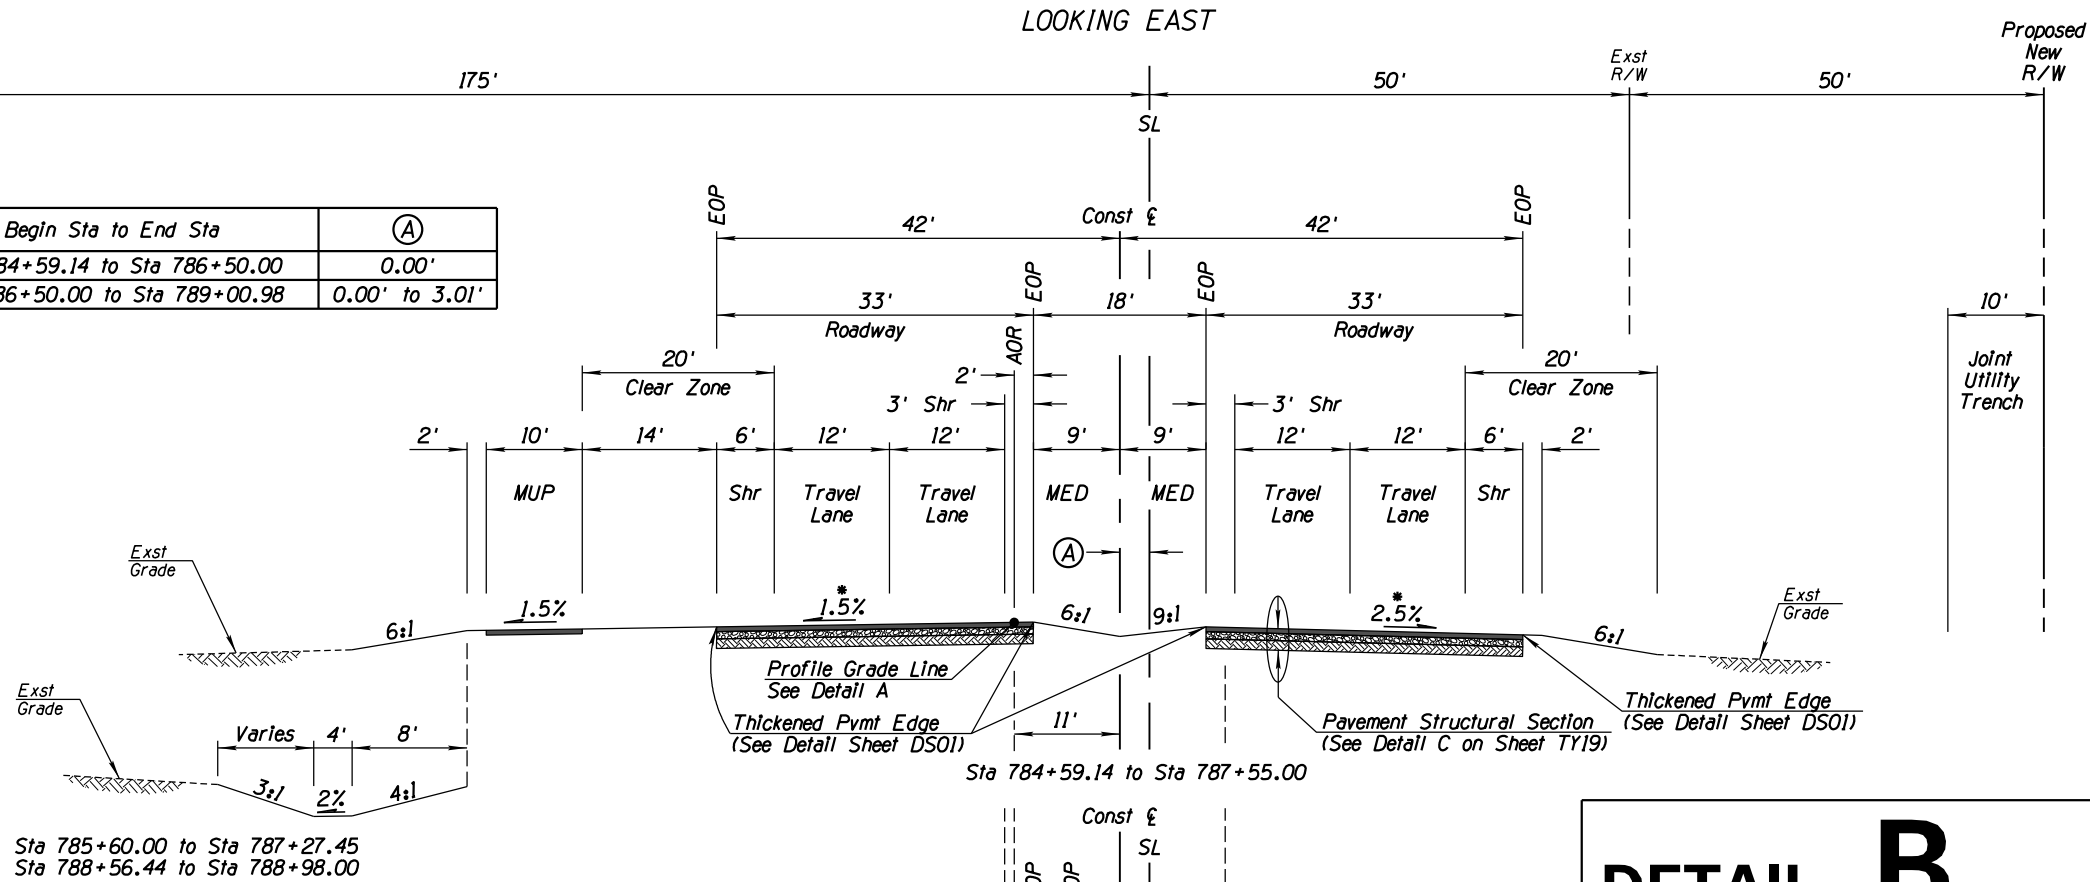 LOOKING EAST
Proposed
New
R/W
Exst
R/W
175'
50'
50'
SL
EOP
Const ℄
EOP
42'
42'
Begin Sta to End Sta
A
84+59.14 to Sta 786+50.00
0.00'
86+50.00 to Sta 789+00.98
0.00' to 3.01'
EOP
EOP
33'
18'
33'
10'
Roadway
AOR
Roadway
20'
Clear Zone
2'
20'
Clear Zone
Joint
Utility
Trench
3' Shr
3' Shr
2'
10'
14'
6'
12'
12'
9'
9'
12'
12'
6'
2'
MUP
Shr
Travel
Lane
Travel
Lane
MED
MED
Travel
Lane
Travel
Lane
Shr
A
Exst
Grade
Exst
Grade
6:1
1.5%
*
1.5%
6:1
9:1
*
2.5%
6:1
Profile Grade Line
See Detail A
Thickened Pvmt Edge
(See Detail Sheet DS01)
11'
Pavement Structural Section
(See Detail C on Sheet TY19)
Thickened Pvmt Edge
(See Detail Sheet DS01)
Exst
Grade
Varies
4'
8'
3:1
2%
4:1
Sta 784+59.14 to Sta 787+55.00
Const ℄
SL
Sta 785+60.00 to Sta 787+27.45
Sta 788+56.44 to Sta 788+98.00
DETAIL B